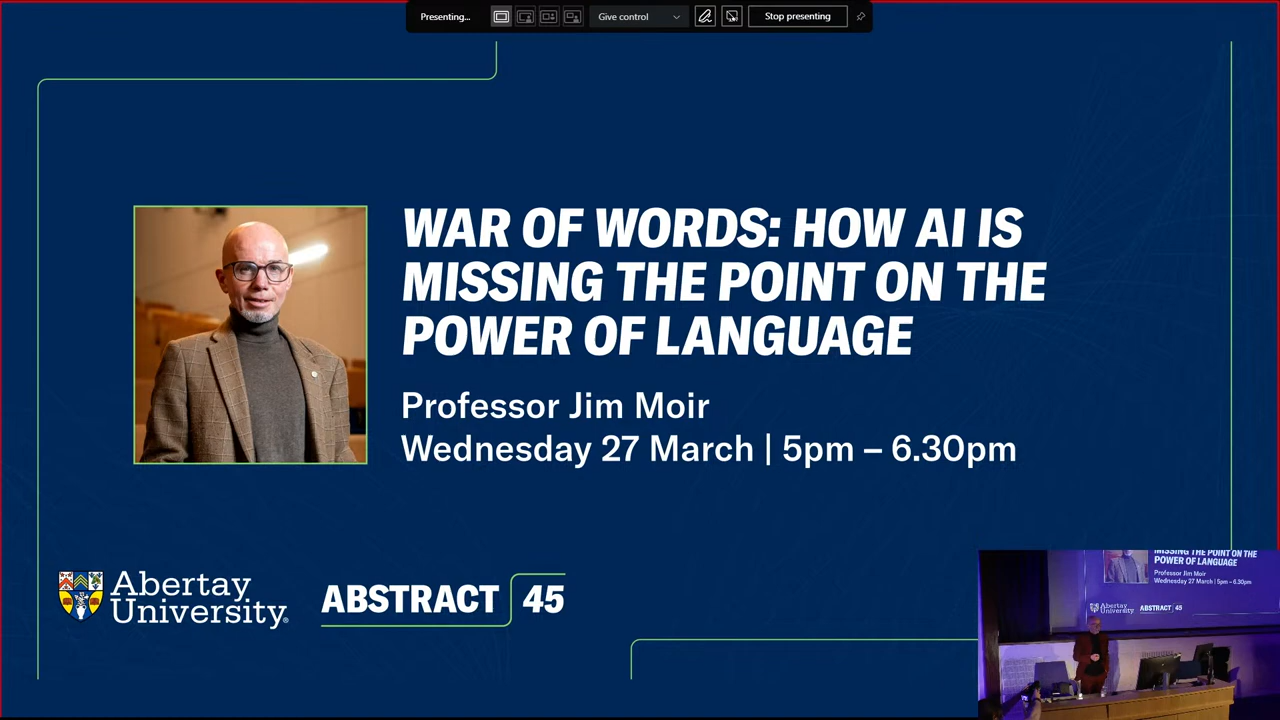 Presenting...
Give control
Stop presenting
WAR OF WORDS: HOW AI IS
MISSING THE POINT ON THE
POWER OF LANGUAGE
Professor Jim Moir
Wednesday 27 March | 5pm – 6.30pm
Abertay
University®
ABSTRACT 45
MISSING THE POINT ON THE
POWER OF LANGUAGE
Professor Jim Moir
Wednesday 27 March | 5pm – 6.30pm
Abertay
University
ABSTRACT 45